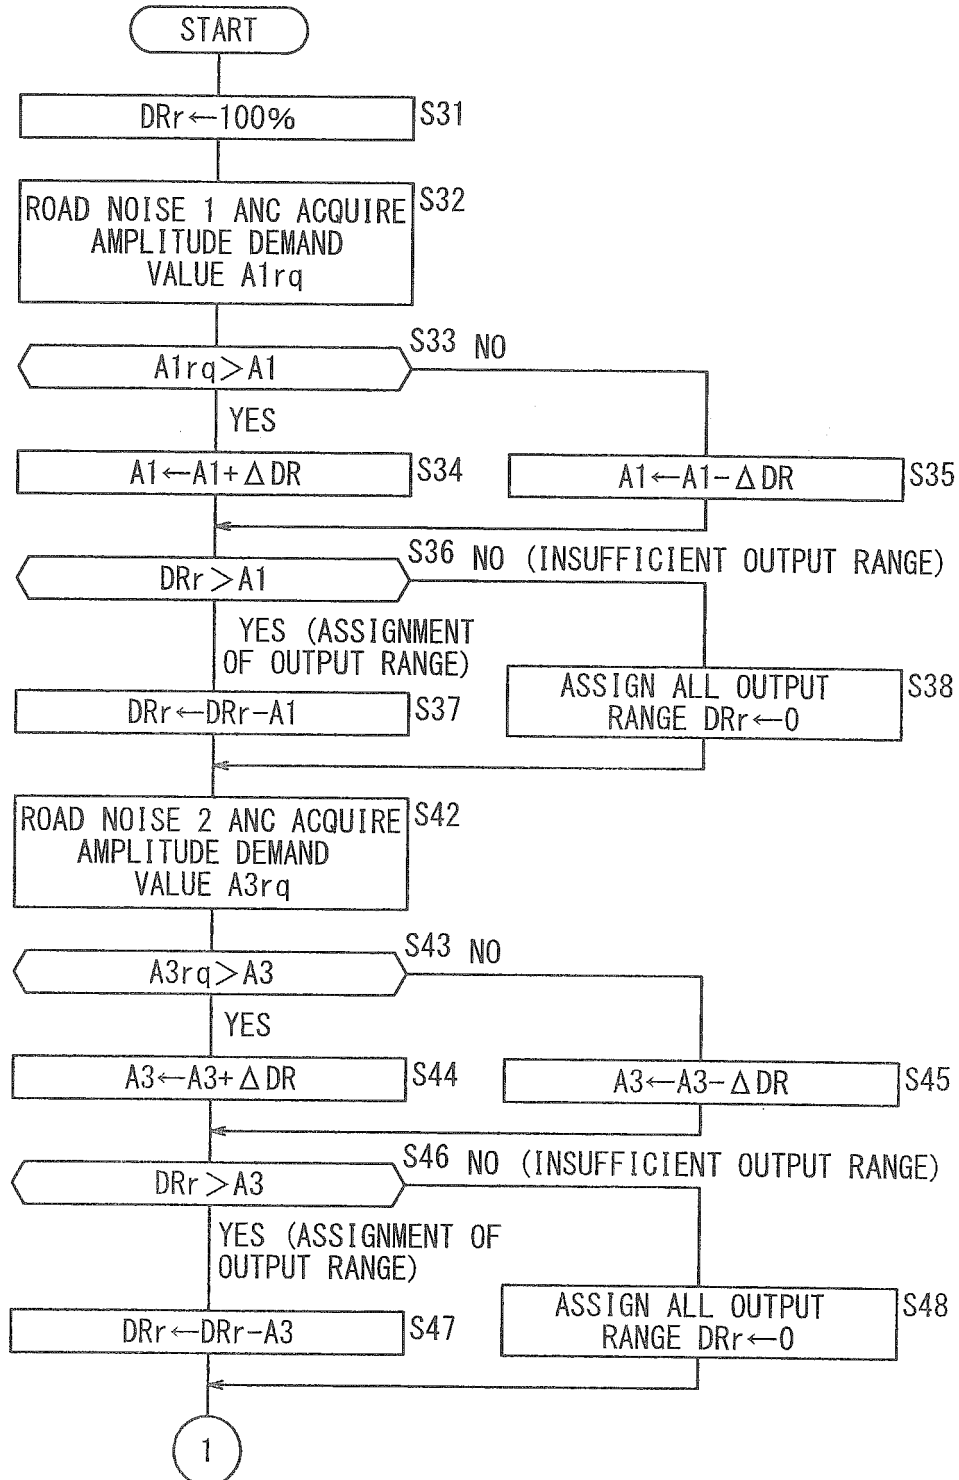 START
DRr←100%
S31
ROAD NOISE 1 ANC ACQUIRE
AMPLITUDE DEMAND
VALUE A1rq
S32
A1rq>A1
S33
NO
YES
A1←A1+ΔDR
S34
A1←A1-ΔDR
S35
DRr>A1
S36
NO (INSUFFICIENT OUTPUT RANGE)
YES (ASSIGNMENT
OF OUTPUT RANGE)
DRr←DRr-A1
S37
ASSIGN ALL OUTPUT
RANGE DRr←0
S38
ROAD NOISE 2 ANC ACQUIRE
AMPLITUDE DEMAND
VALUE A3rq
S42
A3rq>A3
S43
NO
YES
A3←A3+ΔDR
S44
A3←A3-ΔDR
S45
DRr>A3
S46
NO (INSUFFICIENT OUTPUT RANGE)
YES (ASSIGNMENT OF
OUTPUT RANGE)
DRr←DRr-A3
S47
ASSIGN ALL OUTPUT
RANGE DRr←0
S48
1